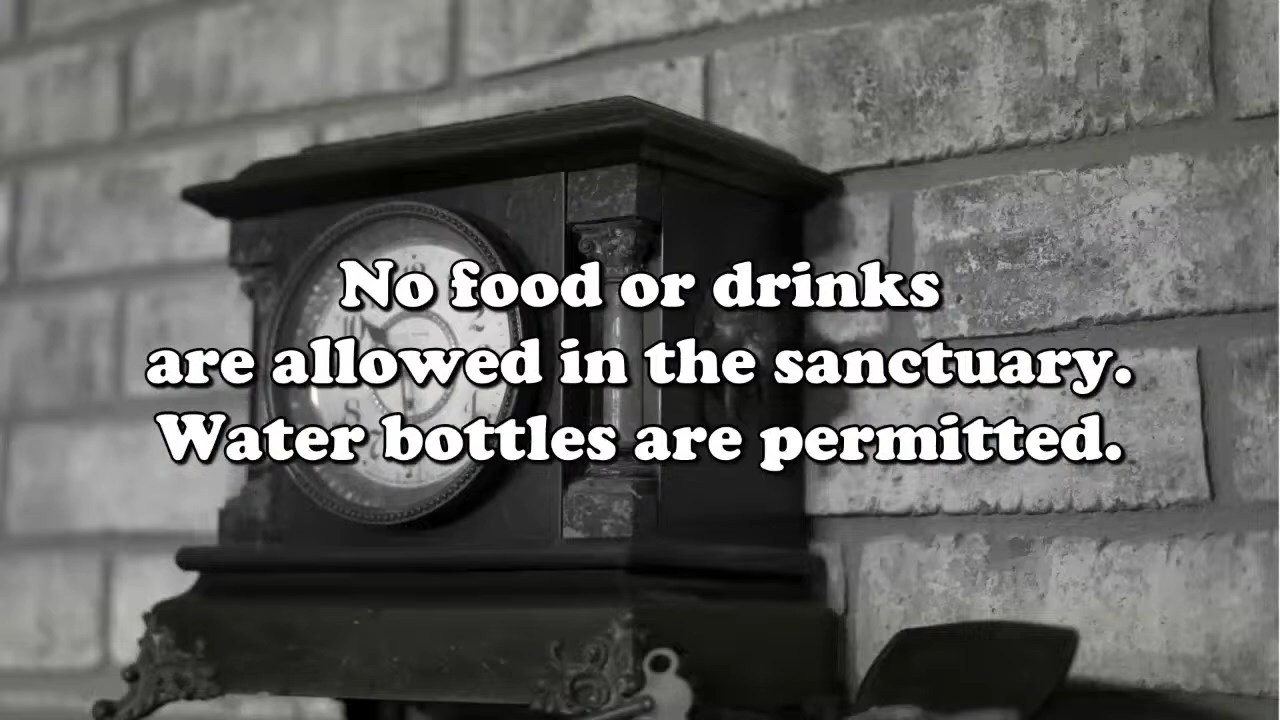 No food or drinks
are allowed in the sanctuary.
Water bottles are permitted.